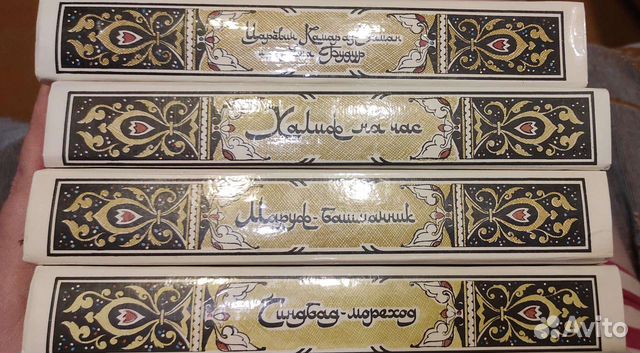 Царевич Камар аз-Заман
и царевна Будур
Халиф на час
Маруф-башмачник
Синдбад-мореход
Avito